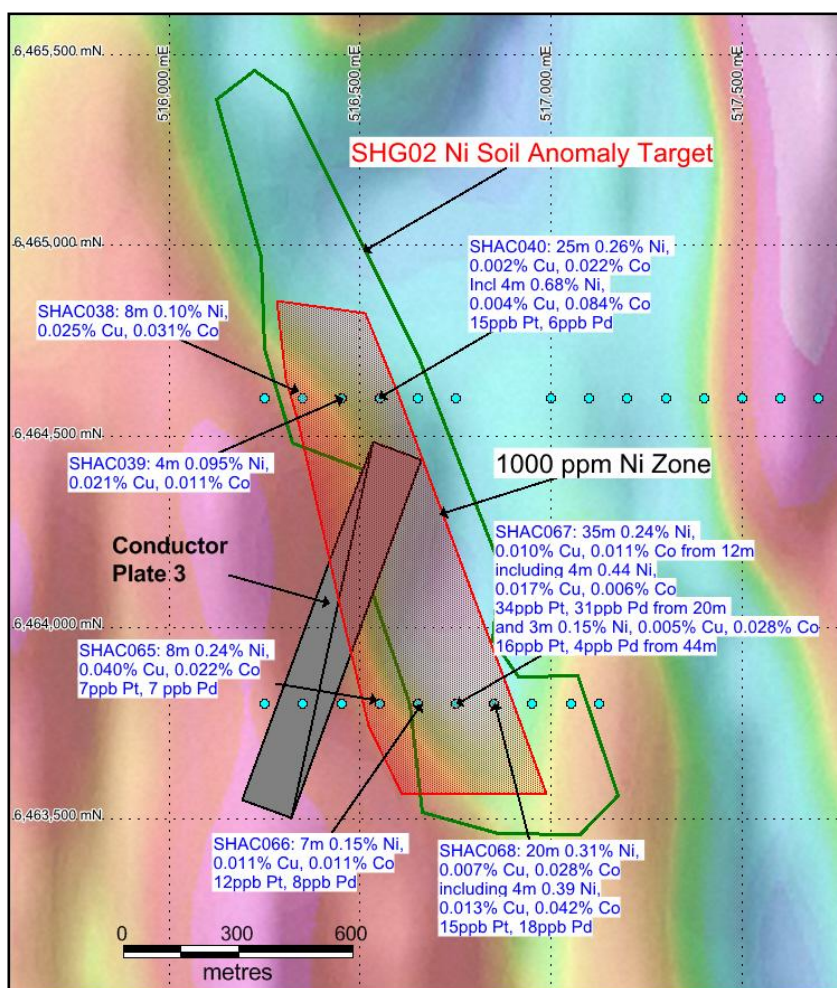 6,465,500 mN
516,000 mE
516,500 mE
517,000 mE
517,500 mE
SHG02 Ni Soil Anomaly Target
6,465,000 mN
SHAC040: 25m 0.26% Ni,
0.002% Cu, 0.022% Co
Incl 4m 0.68% Ni,
0.004% Cu, 0.084% Co
15ppb Pt, 6ppb Pd
SHAC038: 8m 0.10% Ni,
0.025% Cu, 0.031% Co
6,464,500 mN
SHAC039: 4m 0.095% Ni,
0.021% Cu, 0.011% Co
1000 ppm Ni Zone
SHAC067: 35m 0.24% Ni,
0.010% Cu, 0.011% Co from 12m
including 4m 0.44 Ni,
0.017% Cu, 0.006% Co
34ppb Pt, 31ppb Pd from 20m
and 3m 0.15% Ni, 0.005% Cu, 0.028% Co
16ppb Pt, 4ppb Pd from 44m
Conductor
Plate 3
6,464,000 mN
SHAC065: 8m 0.24% Ni,
0.040% Cu, 0.022% Co
7ppb Pt, 7 ppb Pd
6,463,500 mN
SHAC066: 7m 0.15% Ni,
0.011% Cu, 0.011% Co
12ppb Pt, 8ppb Pd
SHAC068: 20m 0.31% Ni,
0.007% Cu, 0.028% Co
including 4m 0.39 Ni,
0.013% Cu, 0.042% Co
15ppb Pt, 18ppb Pd
0 300 600
metres